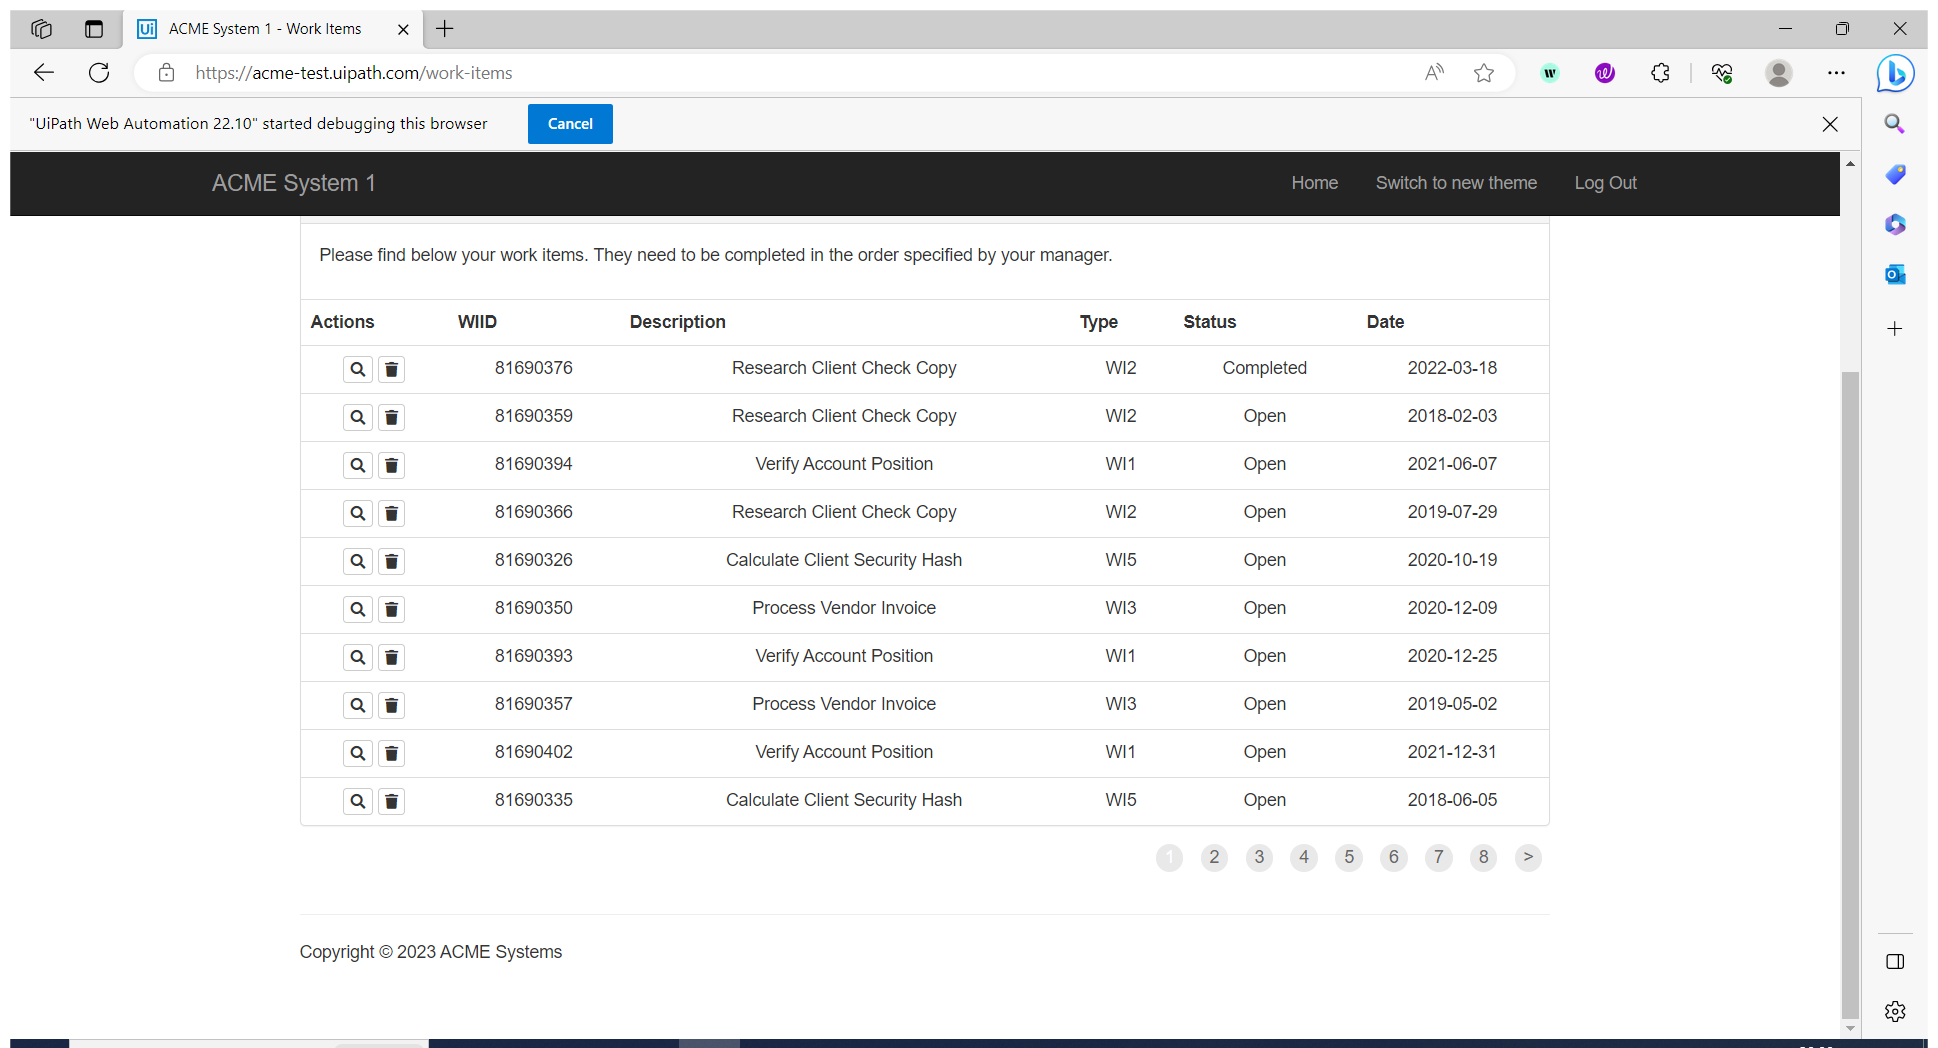 ACME System 1 - Work Items
https://acme-test.uipath.com/work-items
"UiPath Web Automation 22.10" started debugging this browser Cancel
ACME System 1 Home Switch to new theme Log Out
Please find below your work items. They need to be completed in the order specified by your manager.
Actions WIID Description Type Status Date
81690376 Research Client Check Copy WI2 Completed 2022-03-18
81690359 Research Client Check Copy WI2 Open 2018-02-03
81690394 Verify Account Position WI1 Open 2021-06-07
81690366 Research Client Check Copy WI2 Open 2019-07-29
81690326 Calculate Client Security Hash WI5 Open 2020-10-19
81690350 Process Vendor Invoice WI3 Open 2020-12-09
81690393 Verify Account Position WI1 Open 2020-12-25
81690357 Process Vendor Invoice WI3 Open 2019-05-02
81690402 Verify Account Position WI1 Open 2021-12-31
81690335 Calculate Client Security Hash WI5 Open 2018-06-05
1 2 3 4 5 6 7 8 >
Copyright © 2023 ACME Systems